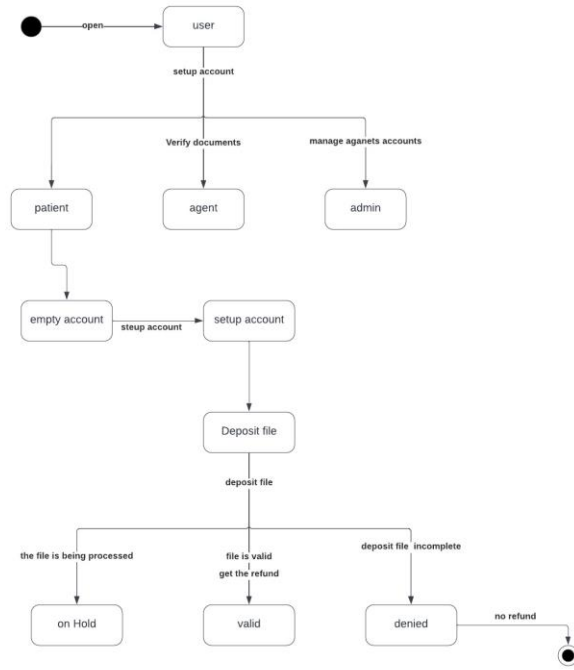 open
user
setup account
Verify documents
manage aganets accounts
patient
agent
admin
empty account
steup account
setup account
Deposit file
deposit file
the file is being processed
file is valid
get the refund
deposit file incomplete
on Hold
valid
denied
no refund